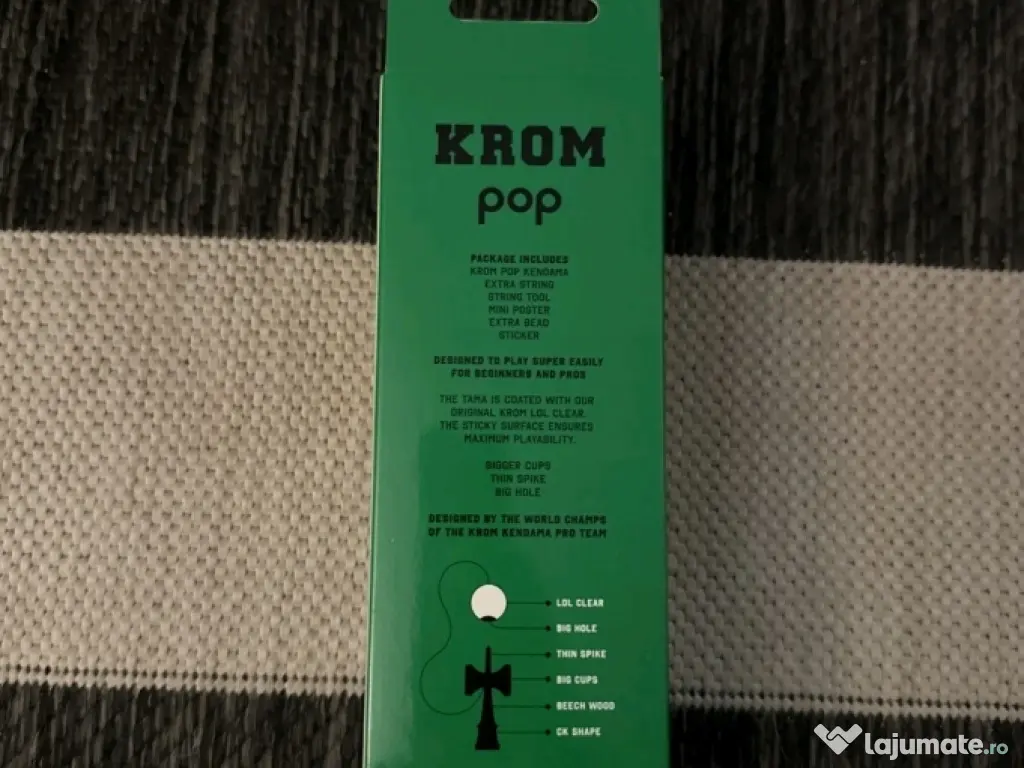 KROM
pop
PACKAGE INCLUDES
KROM POP KENDAMA
EXTRA STRING
STRING TOOL
MINI POSTER
EXTRA BEAD
STICKER
DESIGNED TO PLAY SUPER EASILY
FOR BEGINNERS AND PROS
THE TAMA IS COATED WITH OUR
ORIGINAL KROM LOL CLEAR.
THE STICKY SURFACE ENSURES
MAXIMUM PLAYABILITY.
BIGGER CUPS
THIN SPIKE
BIG HOLE
DESIGNED BY THE WORLD CHAMPS
OF THE KROM KENDAMA PRO TEAM
LOL CLEAR
BIG HOLE
THIN SPIKE
BIG CUPS
BEECH WOOD
CK SHAPE
lajumate.ro